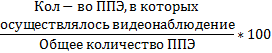 Кол − во ППЭ, в которых
осуществлялось видеонаблюдение
Общее количество ППЭ
* 100